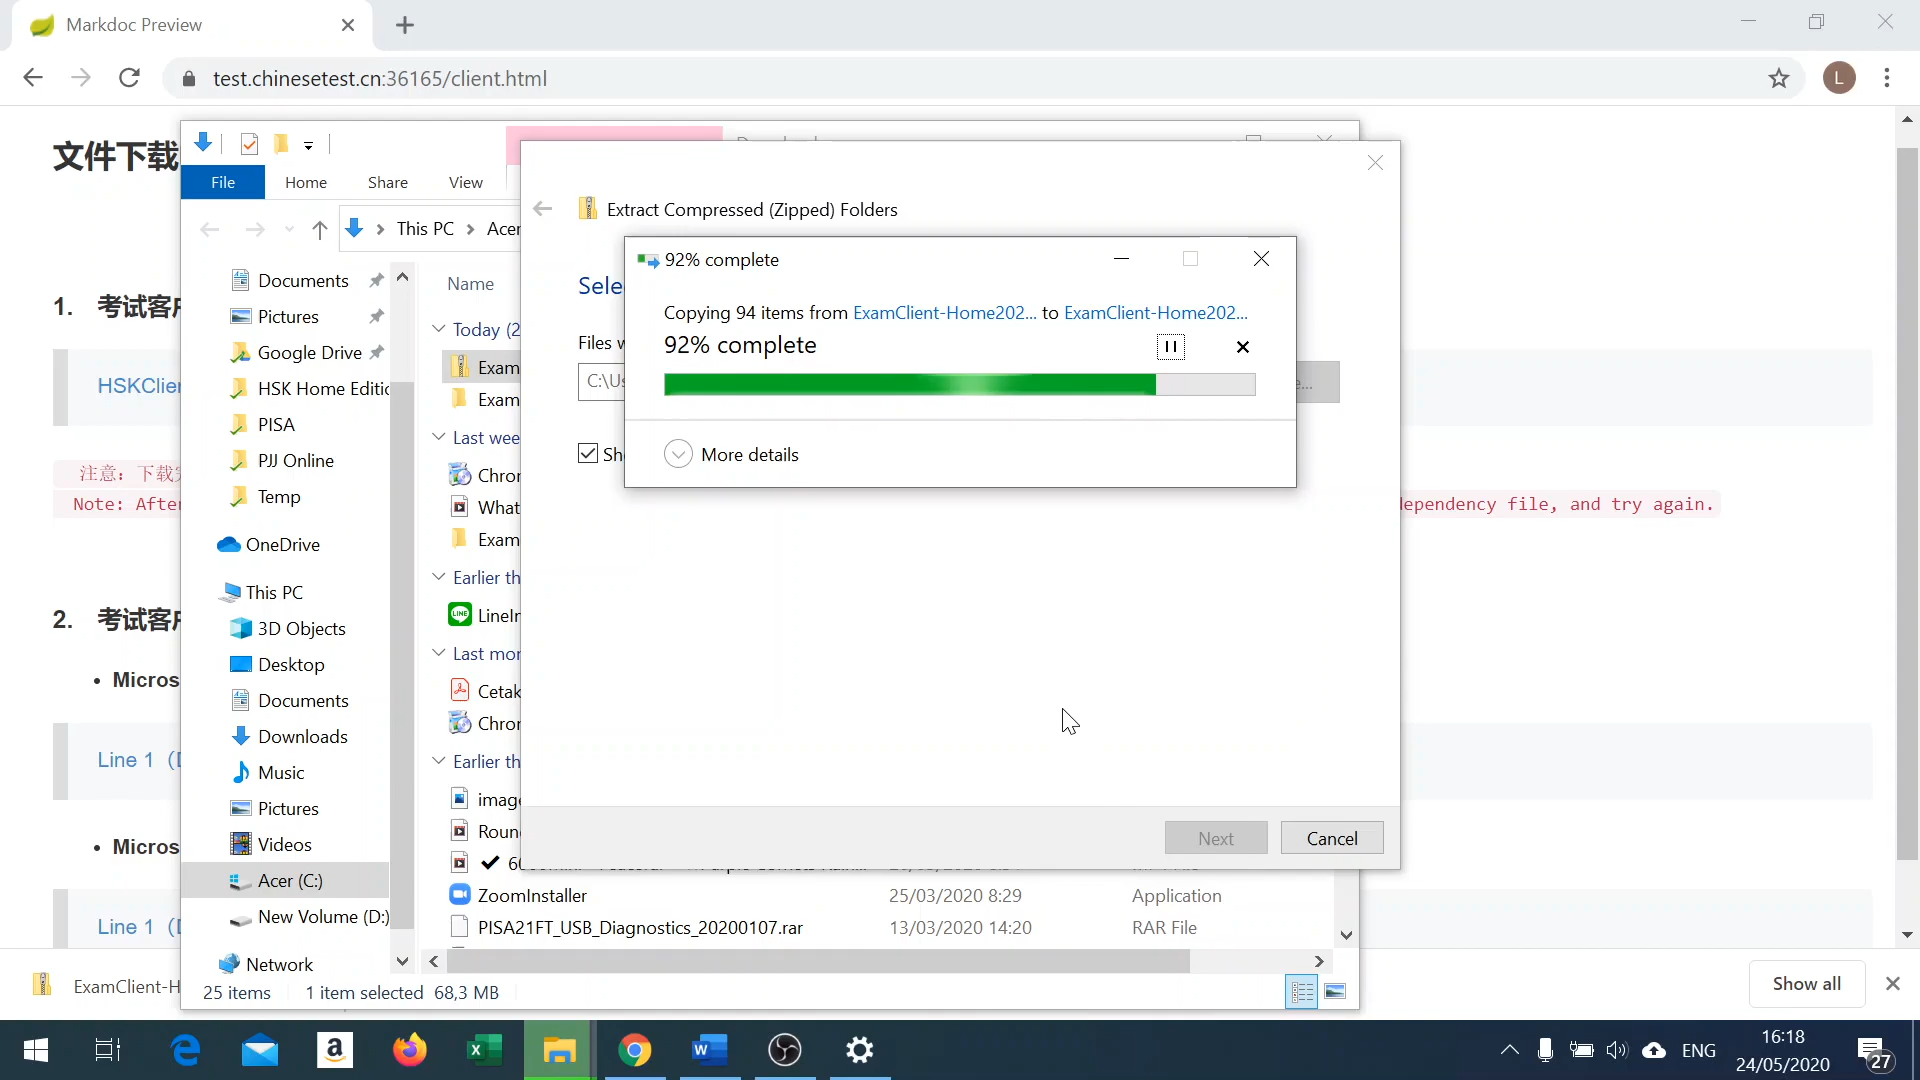 Markdoc Preview
test.chinesetest.cn:36165/client.html
L
文件下载
File
Home
Share
View
This PC
Acer
Documents
Pictures
Google Drive
HSK Home Editic
PISA
PJJ Online
Temp
OneDrive
This PC
3D Objects
Desktop
Documents
Downloads
Music
Pictures
Videos
Acer (C:)
New Volume (D:)
Network
Name
Today (2
Exam
Exam
Last wee
Chror
What
Exam
Earlier th
LineIr
Last mor
Cetak
Chror
Earlier th
image
Roun
ZoomInstaller
25/03/2020 8:29
Application
PISA21FT_USB_Diagnostics_20200107.rar
13/03/2020 14:20
RAR File
25 items
1 item selected 68,3 MB
Extract Compressed (Zipped) Folders
Sele
Files w
C:\Us
e...
Sh
Next
Cancel
92% complete
Copying 94 items from ExamClient-Home202... to ExamClient-Home202...
92% complete
More details
1. 考试客户
HSKClier
注意: 下载完
Note: After
dependency file, and try again.
2. 考试客户
• Micros
Line 1 (D
• Micros
Line 1 (D
ExamClient-H
Show all
ENG
16:18
24/05/2020
27